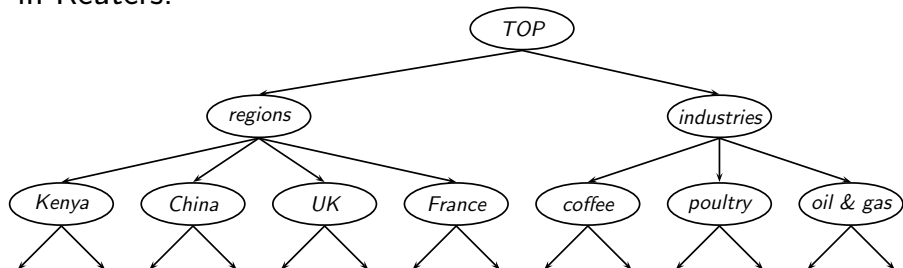 in Reuters.
TOP
regions industries
Kenya China UK France coffee poultry oil & gas